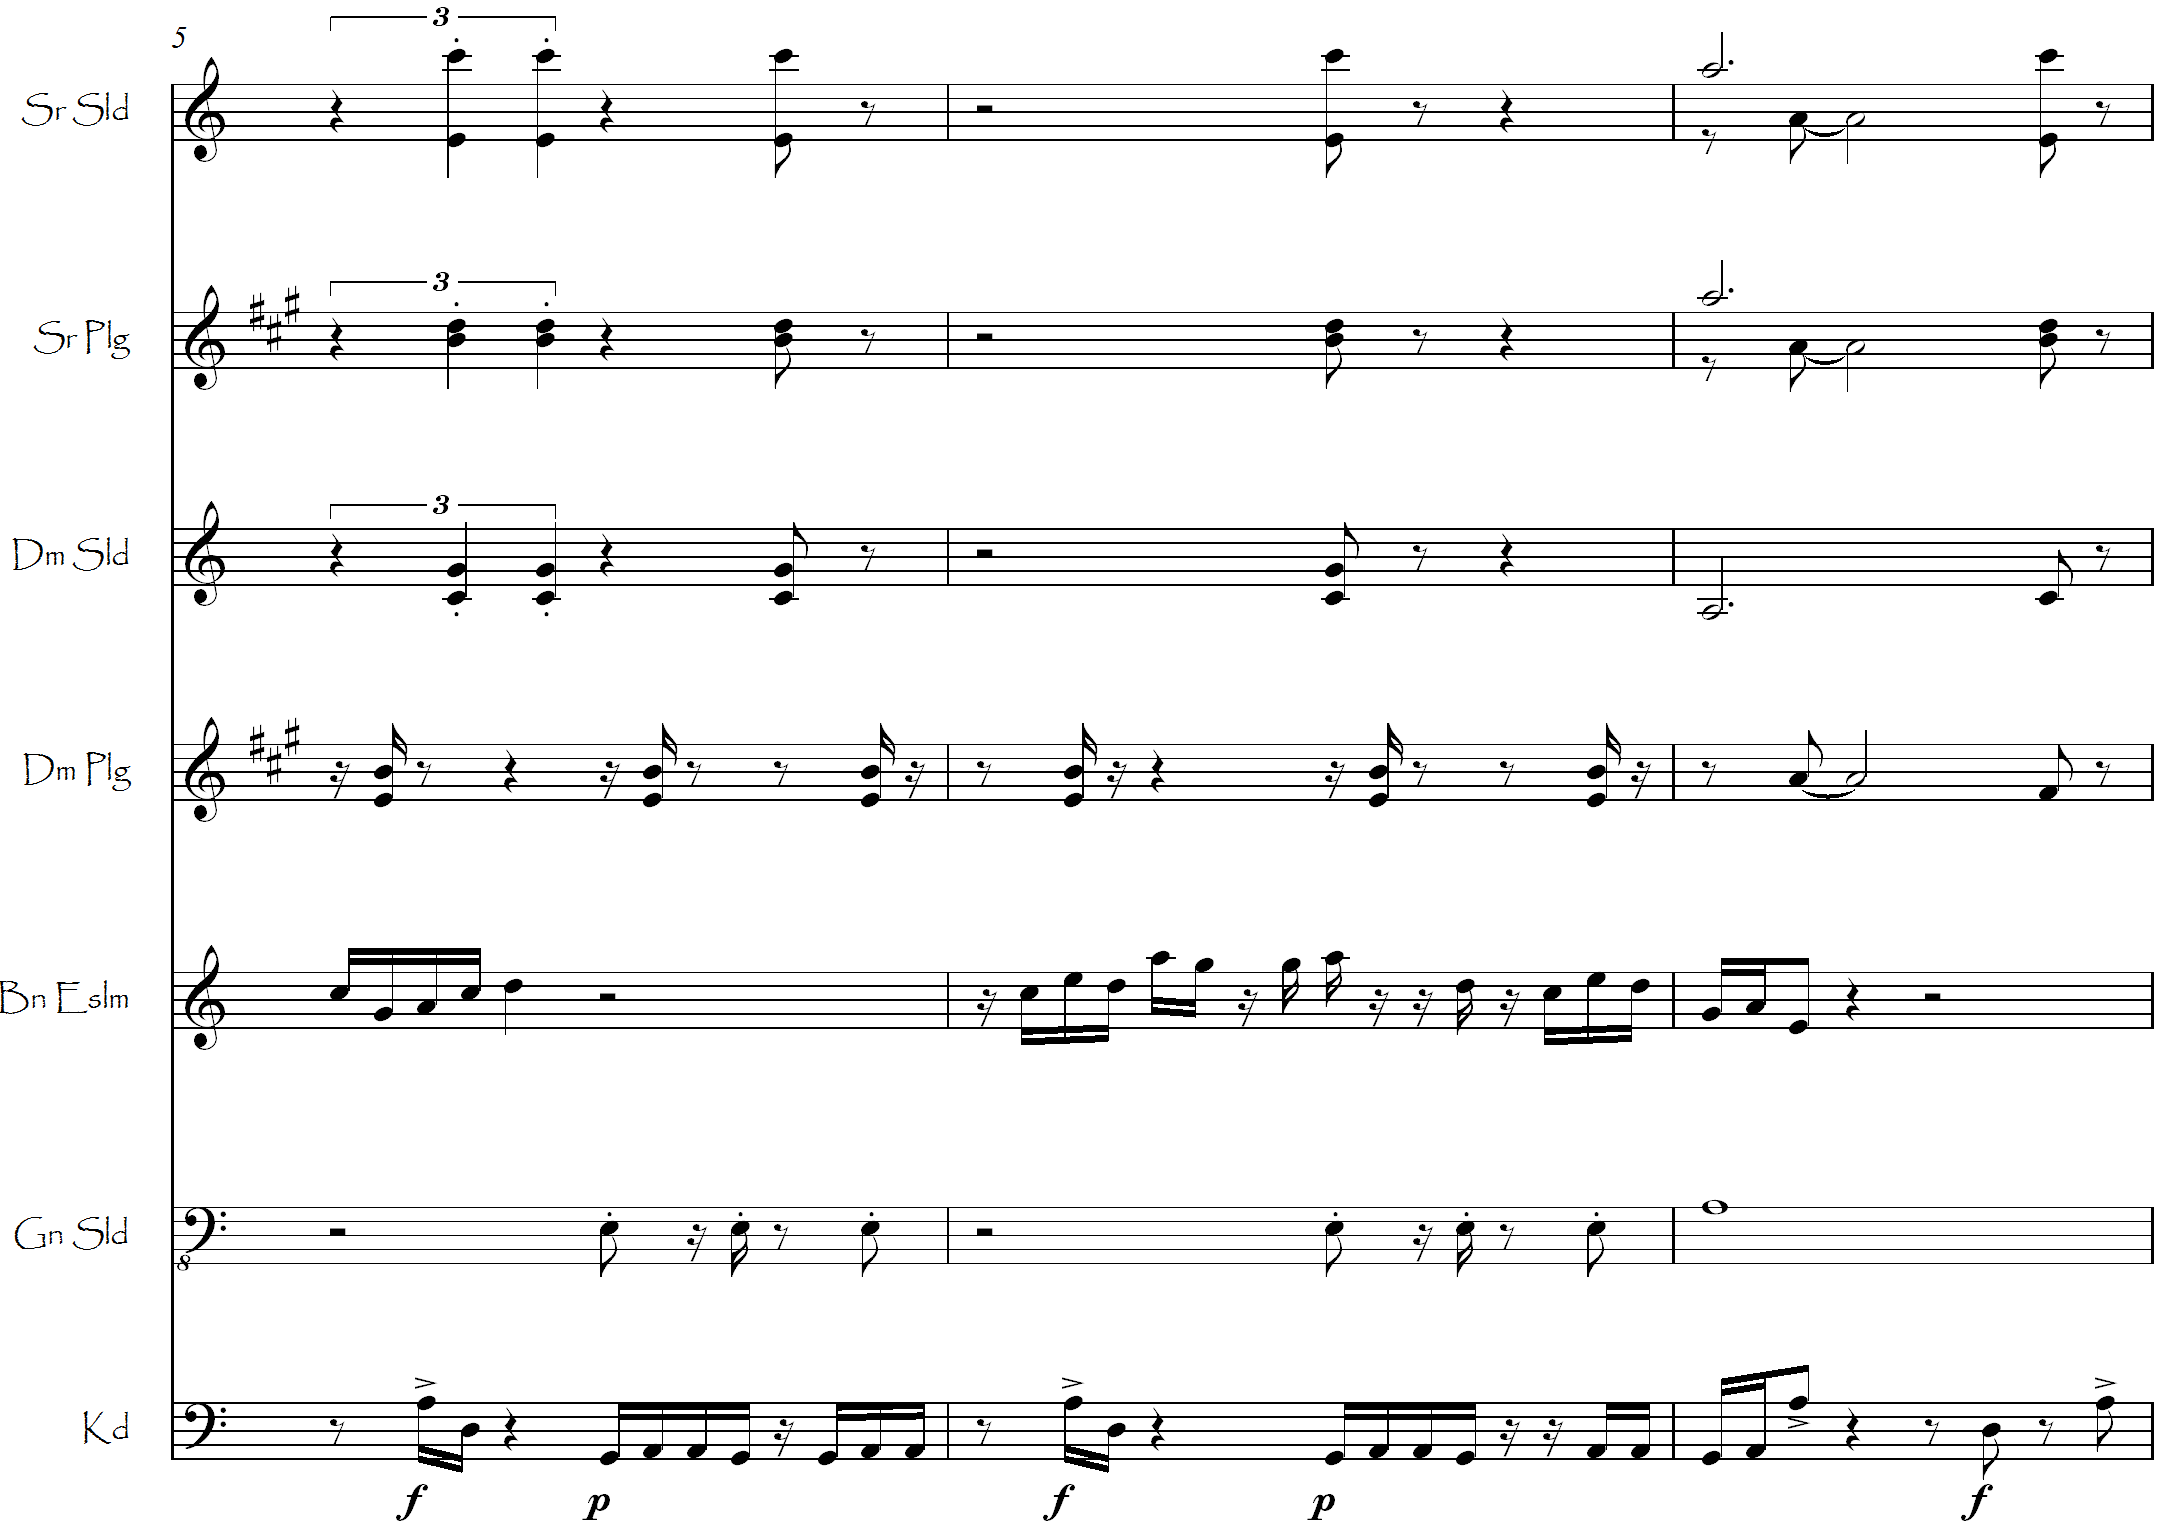 3
5
Sr Sld
3
Sr Plg
3
Dm Sld
Dm Plg
Bn Eslm
Gn Sld
8
Kd
f p f p f